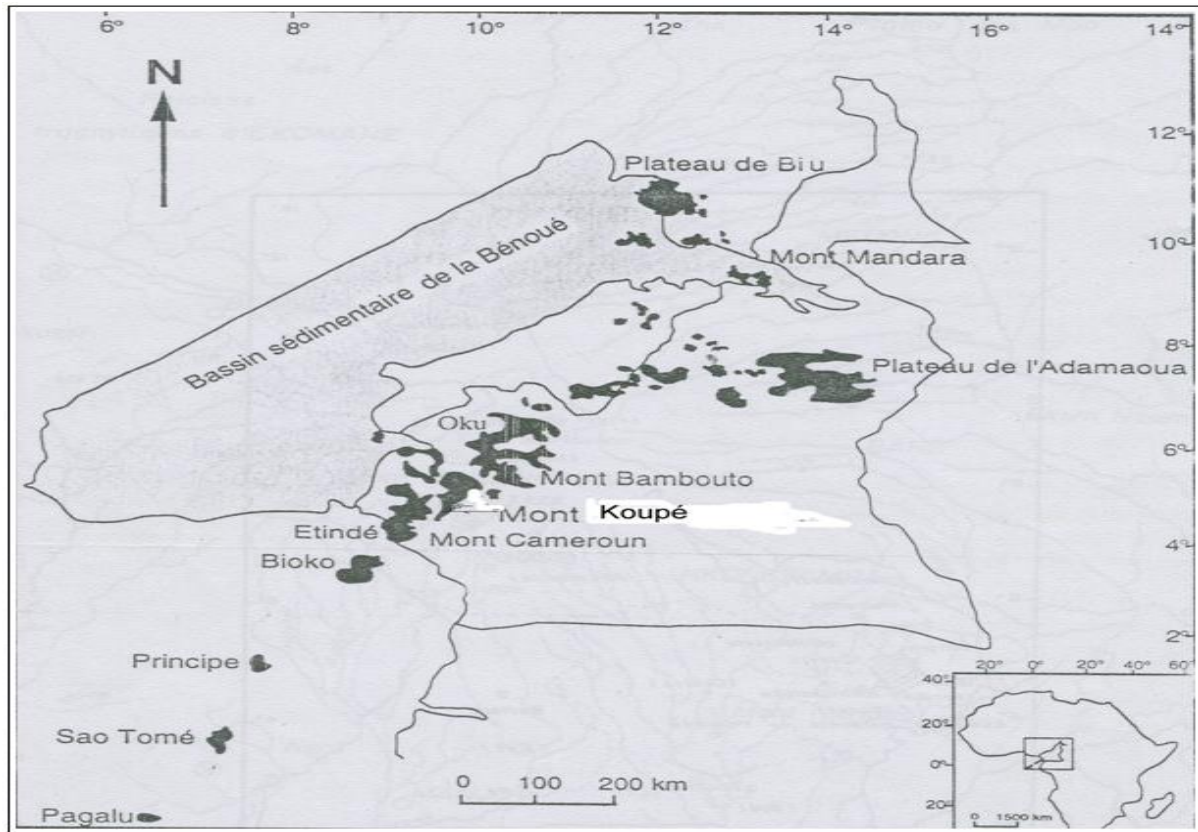 6° 8° 10° 12° 14° 16° 14°
N
12°
Plateau de Biu
10°
Mont Mandara
Bassin sédimentaire de la Bénoué
8°
Plateau de l'Adamaoua
Oku
6°
Mont Bambouto
Mont Koupé
Etindé
Mont Cameroun
4°
Bioko
2°
Principe
20° 0° 20° 40° 60°
40°
Sao Tomé
20°
0 100 200 km
0°
20°
Pagalu
0 1500 km